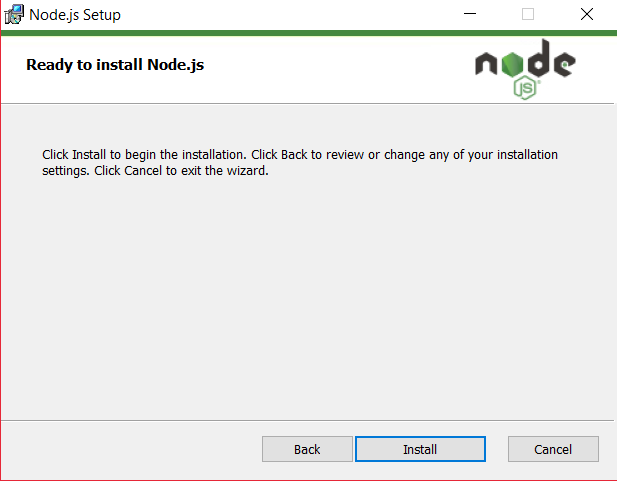 Node.js Setup
Ready to install Node.js
node
JS
Click Install to begin the installation. Click Back to review or change any of your installation
settings. Click Cancel to exit the wizard.
Back
Install
Cancel